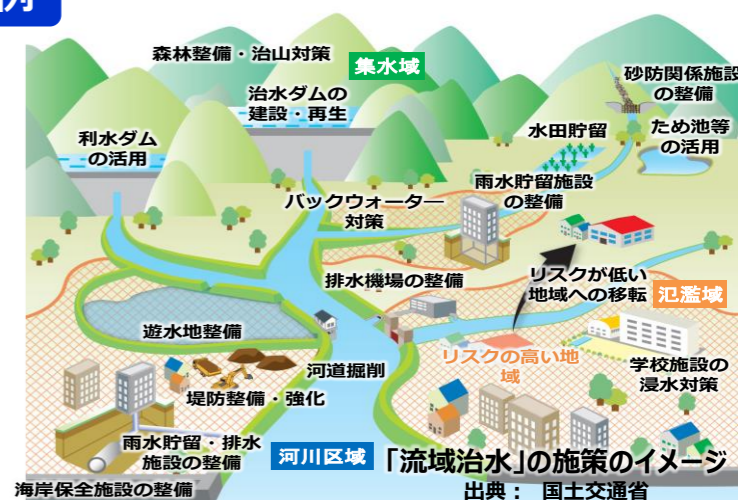 森林整備・治山対策
集水域
砂防関係施設
の整備
治水ダムの
建設・再生
利水ダム
の活用
水田貯留
ため池等
の活用
バックウォーター
対策
雨水貯留施設
の整備
排水機場の整備
リスクが低い
地域への移転
氾濫域
遊水地整備
リスクの高い地
域
学校施設の
浸水対策
河道掘削
堤防整備・強化
雨水貯留・排水
施設の整備
河川区域
「流域治水」の施策のイメージ
海岸保全施設の整備
出典： 国土交通省